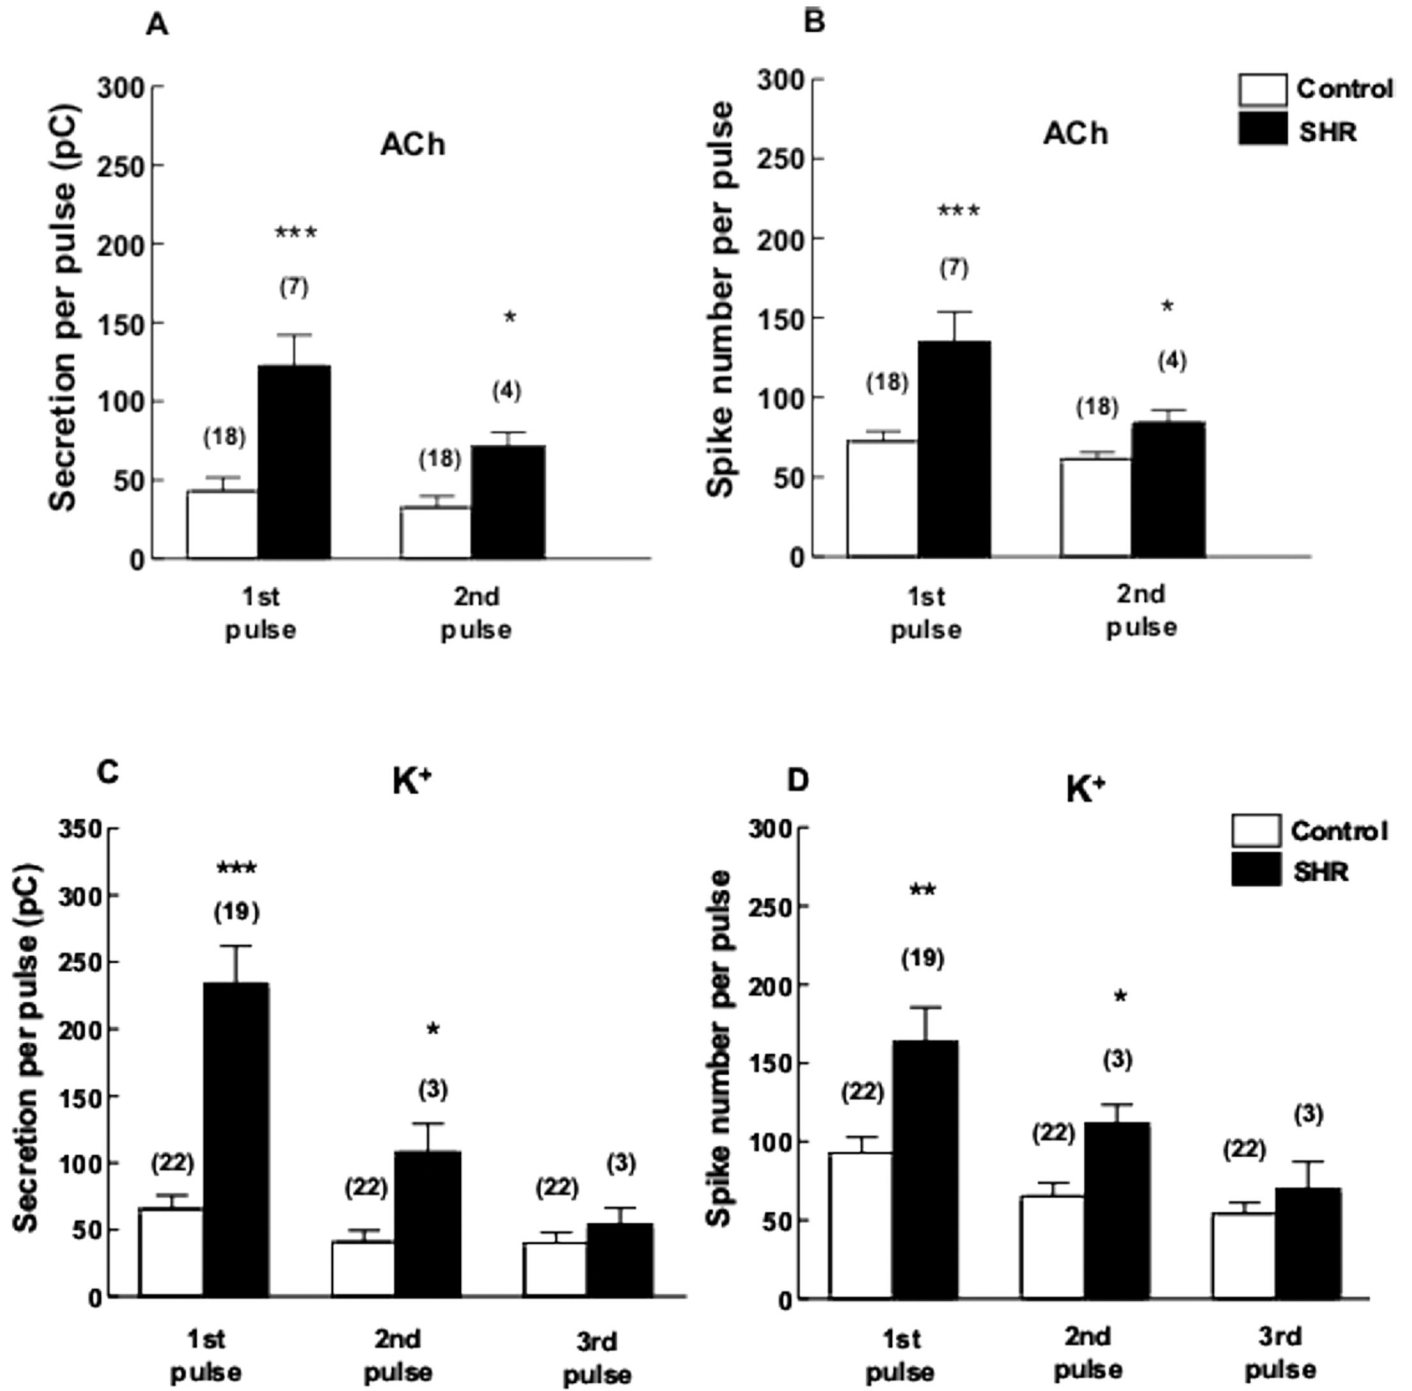 A
Secretion per pulse (pC)
300
250
200
150
100
50
0
ACh
***
(7)
*
(4)
(18)
(18)
1st
pulse
2nd
pulse
B
Spike number per pulse
300
250
200
150
100
50
0
ACh
Control
SHR
***
(7)
*
(4)
(18)
(18)
1st
pulse
2nd
pulse
C
K+
Secretion per pulse (pC)
350
300
250
200
150
100
50
0
***
(19)
*
(3)
(22)
(22)
(22)
(3)
1st
pulse
2nd
pulse
3rd
pulse
D
K+
Spike number per pulse
300
250
200
150
100
50
0
Control
SHR
**
(19)
*
(3)
(22)
(22)
(22)
(3)
1st
pulse
2nd
pulse
3rd
pulse